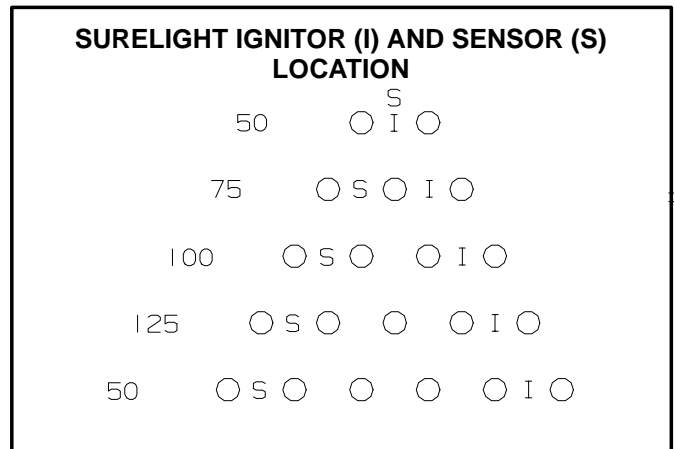 SURELIGHT IGNITOR (I) AND SENSOR (S)
LOCATION
S
50 I
75 S I
100 S I
125 S I
50 S I